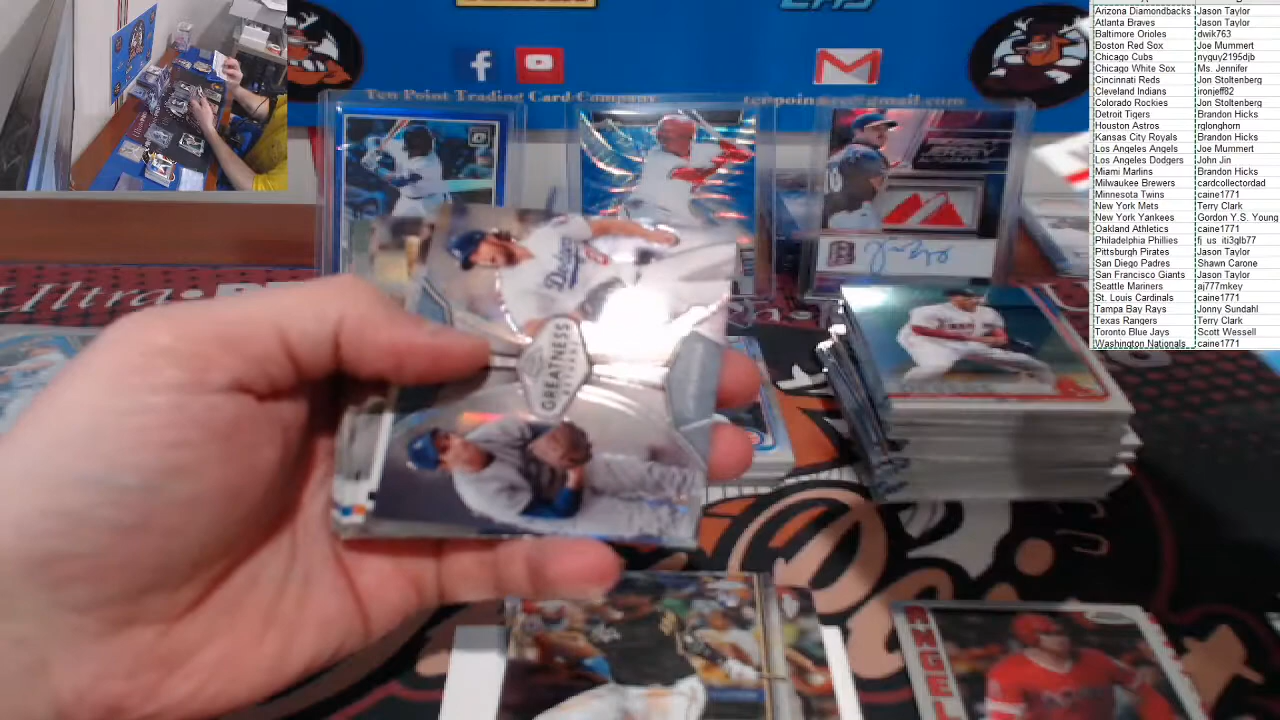 Ten Point Trading Card Company
Arizona Diamondbacks Jason Taylor
Atlanta Braves Jason Taylor
Baltimore Orioles dwik763
Boston Red Sox Joe Mummert
Chicago Cubs nyguy2195djb
Chicago White Sox Ms. Jennifer
Cincinnati Reds Jon Stoltenberg
Cleveland Indians ironjeff82
Colorado Rockies Jon Stoltenberg
Detroit Tigers Brandon Hicks
Houston Astros rglonghorn
Kansas City Royals Brandon Hicks
Los Angeles Angels Joe Mummert
Los Angeles Dodgers John Jin
Miami Marlins Brandon Hicks
Milwaukee Brewers cardcollectordad
Minnesota Twins caine1771
New York Mets Terry Clark
New York Yankees Gordon Y.S. Young
Oakland Athletics caine1771
Philadelphia Phillies fj_us_iti3glb77
Pittsburgh Pirates Jason Taylor
San Diego Padres Shawn Carone
San Francisco Giants Jason Taylor
Seattle Mariners aj777mkey
St. Louis Cardinals caine1771
Tampa Bay Rays Jonny Sundahl
Texas Rangers Terry Clark
Toronto Blue Jays Scott Wessell
Washington Nationals caine1771
Ultra
Dodgers
GREATNESS
RETURNS
ANGEL